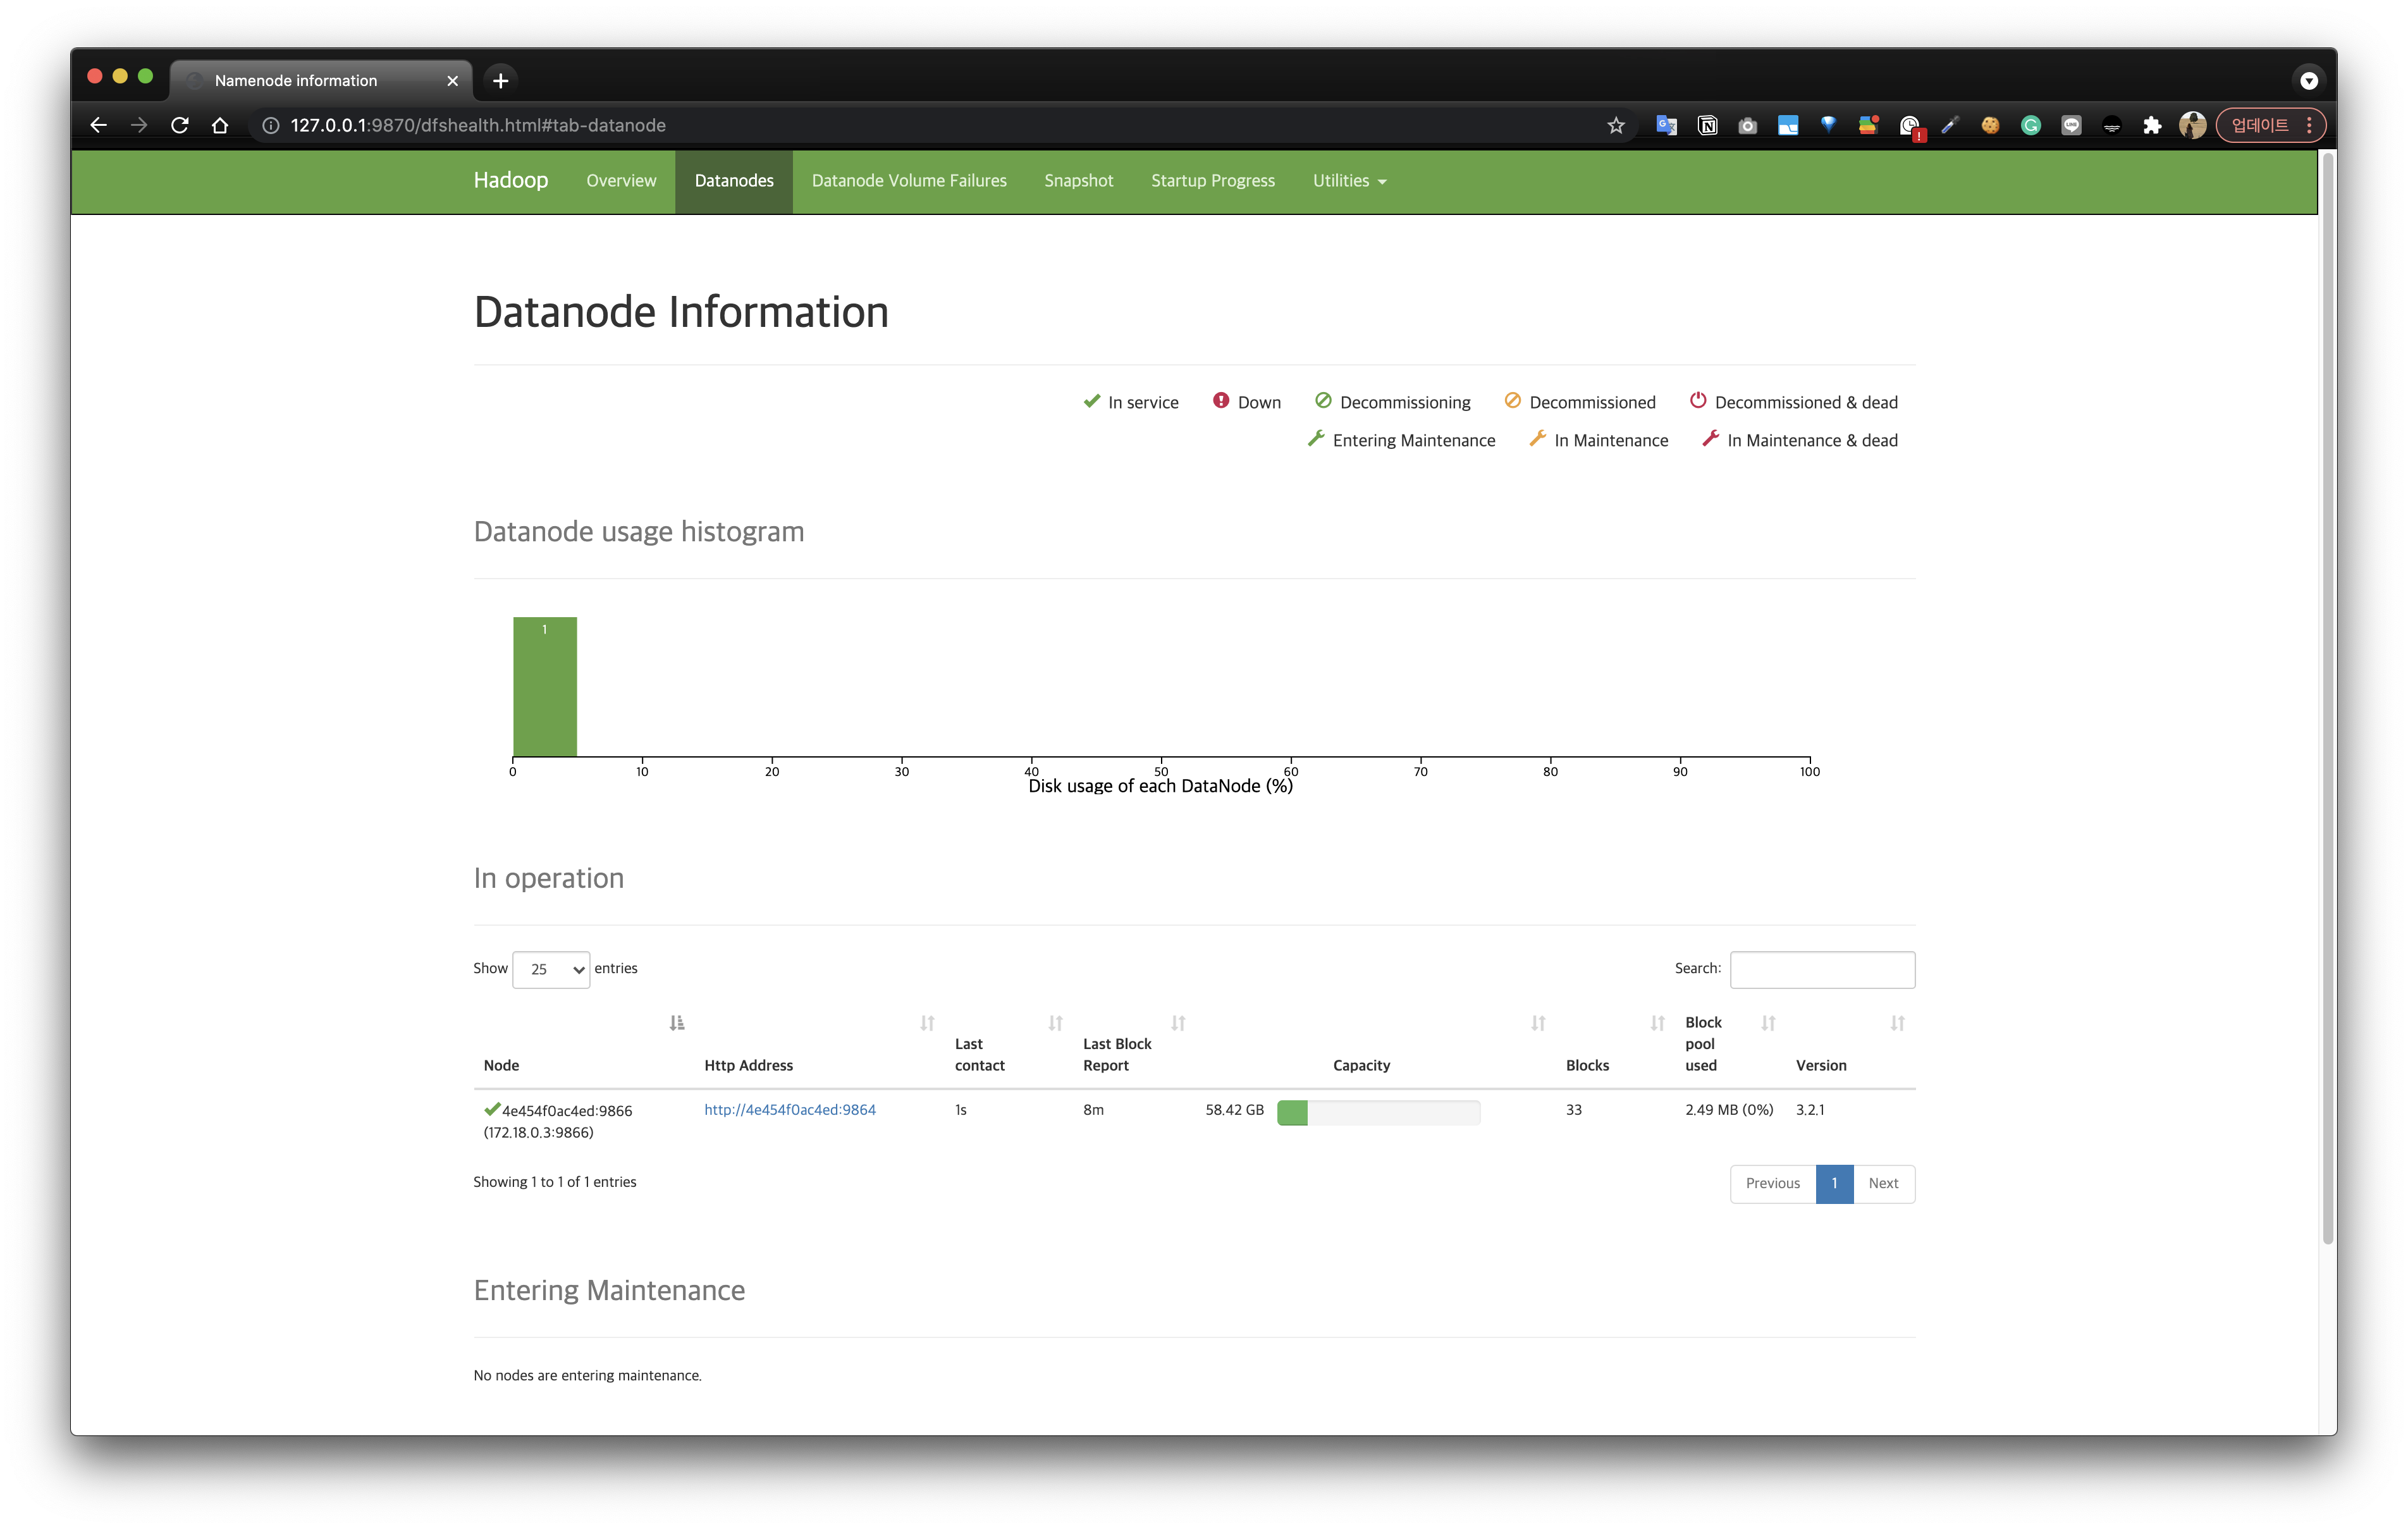 Namenode information
127.0.0.1:9870/dfshealth.html#tab-datanode
업데이트
Hadoop Overview Datanodes Datanode Volume Failures Snapshot Startup Progress Utilities
Datanode Information
In service Down Decommissioning Decommissioned Decommissioned & dead
Entering Maintenance In Maintenance In Maintenance & dead
Datanode usage histogram
1
0 10 20 30 40 50 60 70 80 90 100
Disk usage of each DataNode (%)
In operation
Show 25 entries Search:
Node Http Address Last contact Last Block Report Capacity Blocks Block pool used Version
4e454f0ac4ed:9866 http://4e454f0ac4ed:9864 1s 8m 58.42 GB 33 2.49 MB (0%) 3.2.1
(172.18.0.3:9866)
Showing 1 to 1 of 1 entries Previous 1 Next
Entering Maintenance
No nodes are entering maintenance.